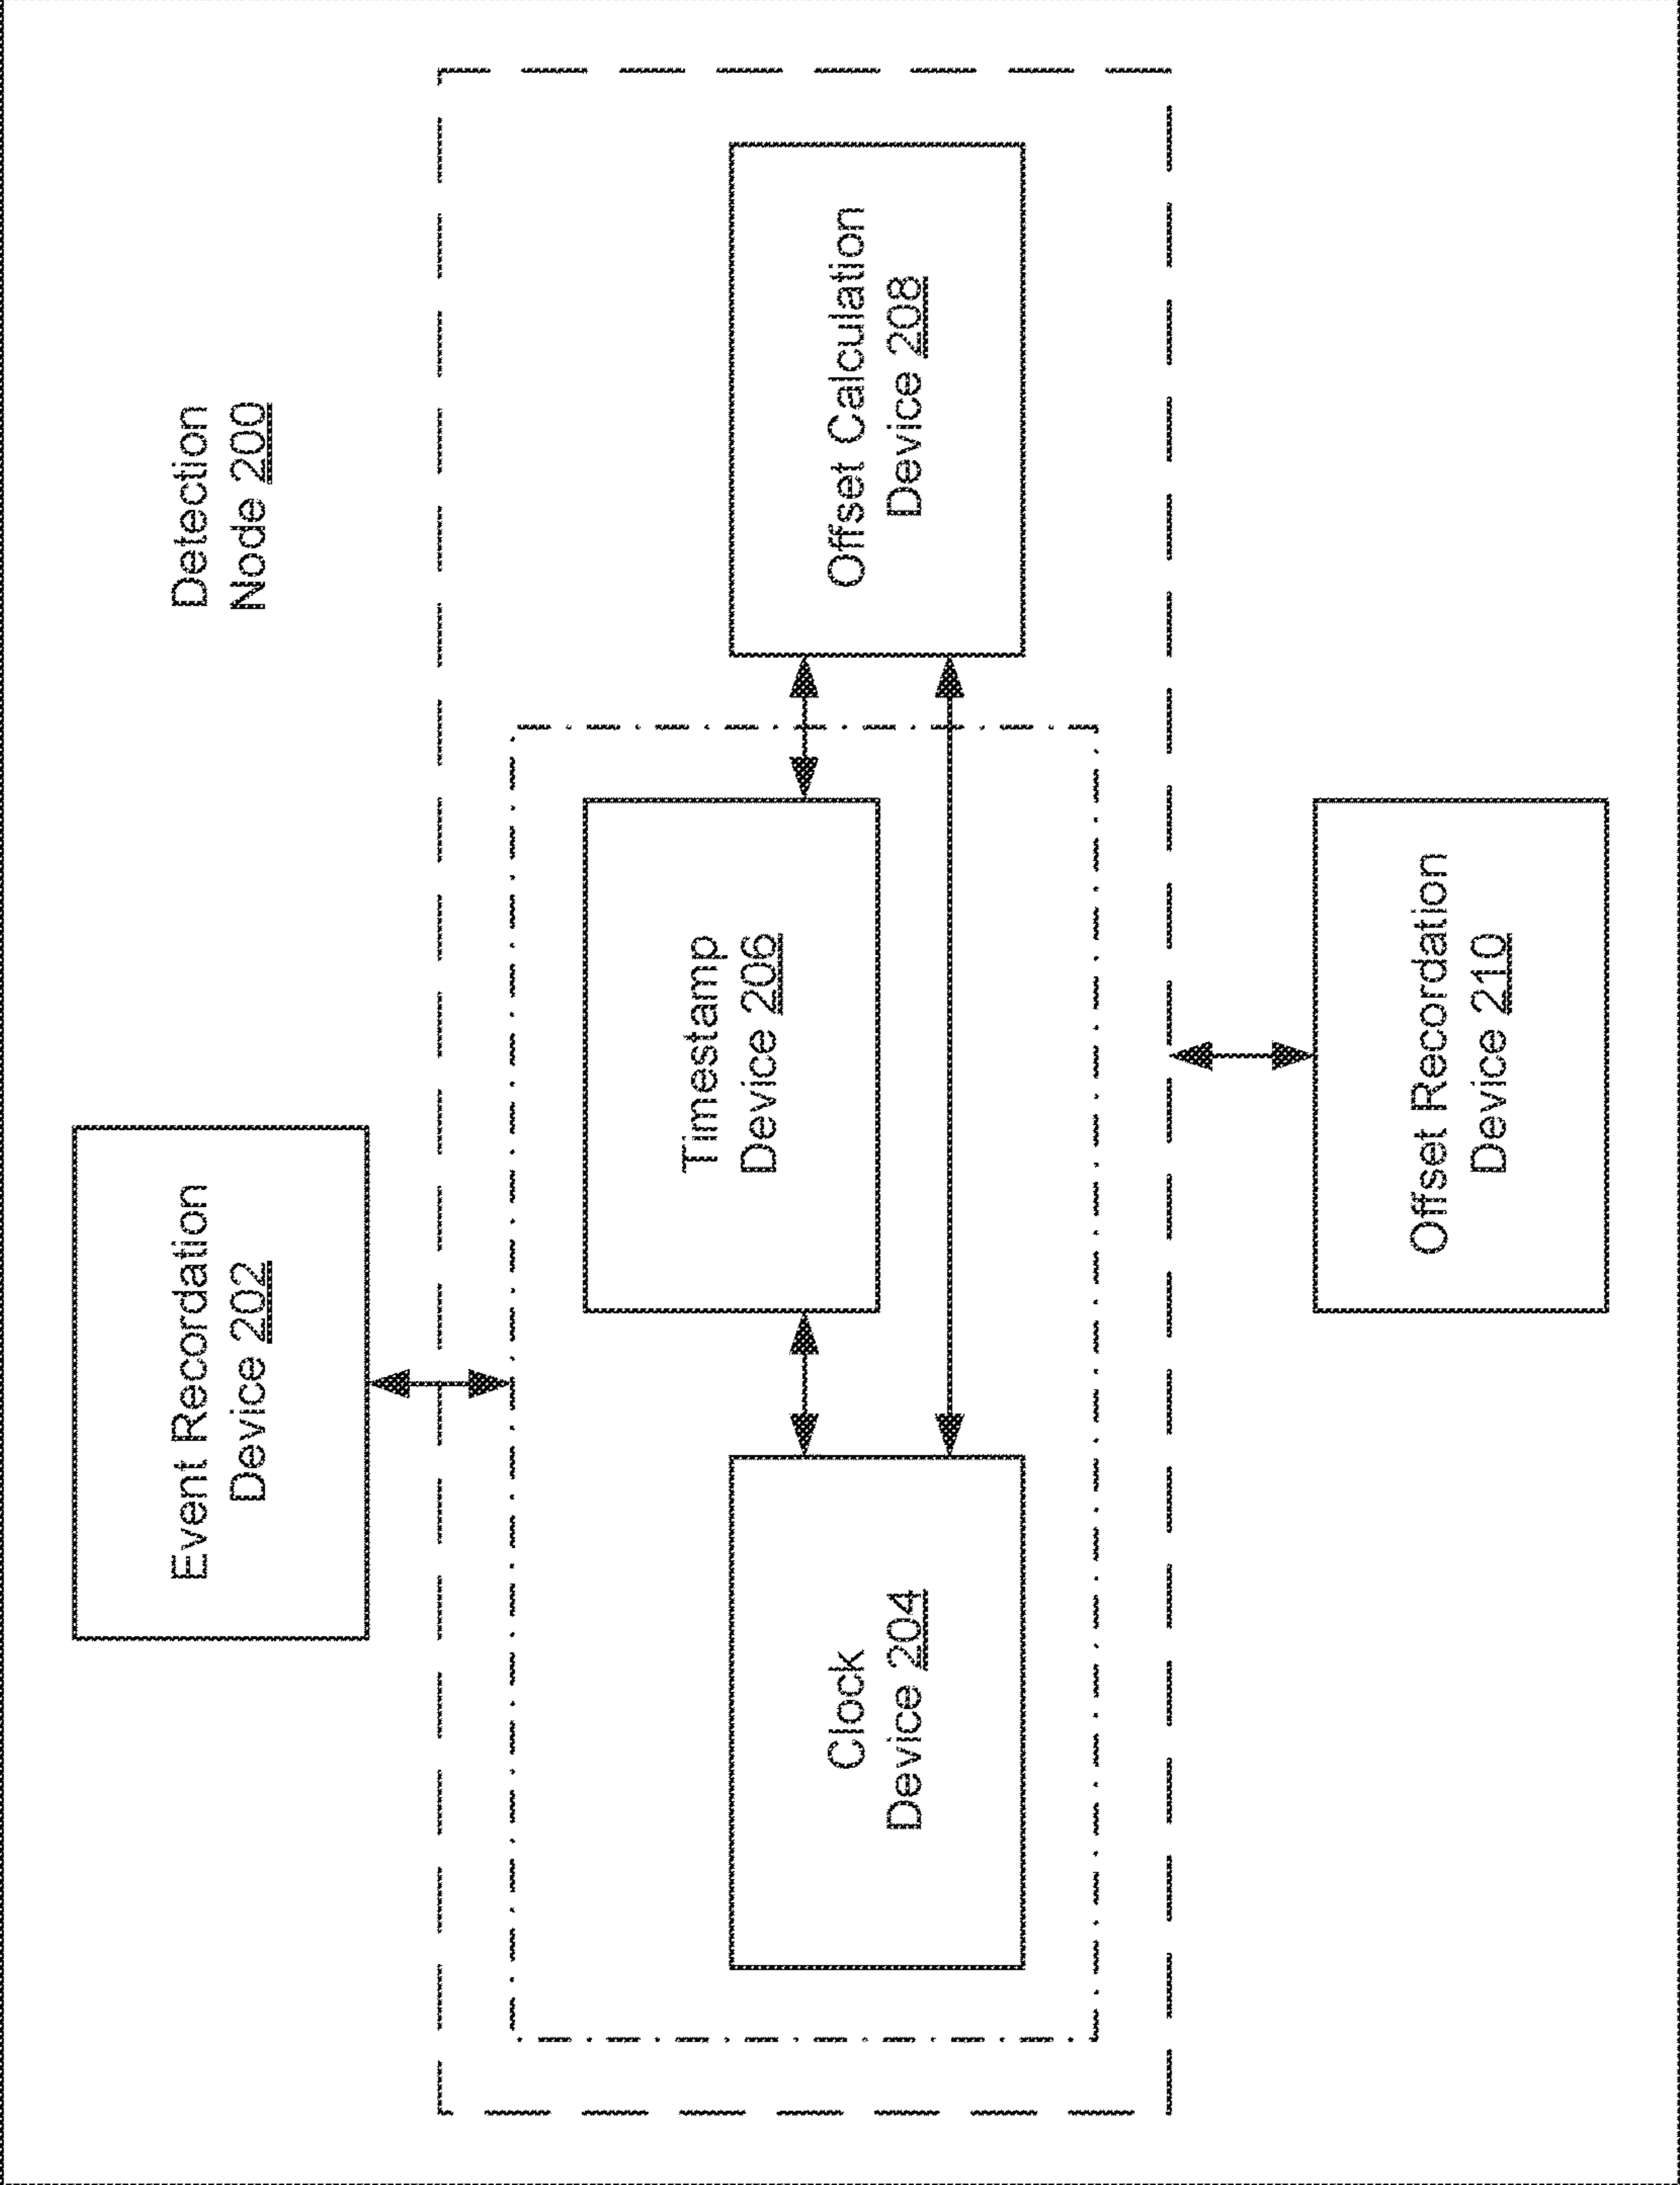 Event Recordation
Device 202
Detection
Node 200
Timestamp
Device 206
Clock
Device 204
Offset Calculation
Device 208
Offset Recordation
Device 210